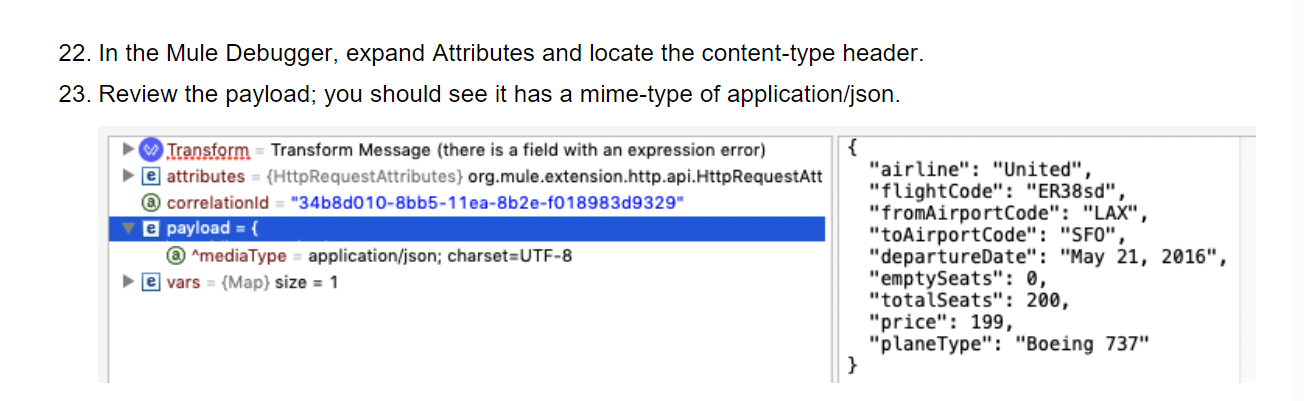 22. In the Mule Debugger, expand Attributes and locate the content-type header.
23. Review the payload; you should see it has a mime-type of application/json.
Transform = Transform Message (there is a field with an expression error)
e attributes = {HttpRequestAttributes} org.mule.extension.http.api.HttpRequestAtt
a correlationId = "34b8d010-8bb5-11ea-8b2e-f018983d9329"
e payload = {
a ^mediaType = application/json; charset=UTF-8
e vars = {Map} size = 1
{
"airline": "United",
"flightCode": "ER38sd",
"fromAirportCode": "LAX",
"toAirportCode": "SFO",
"departureDate": "May 21, 2016",
"emptySeats": 0,
"totalSeats": 200,
"price": 199,
"planeType": "Boeing 737"
}